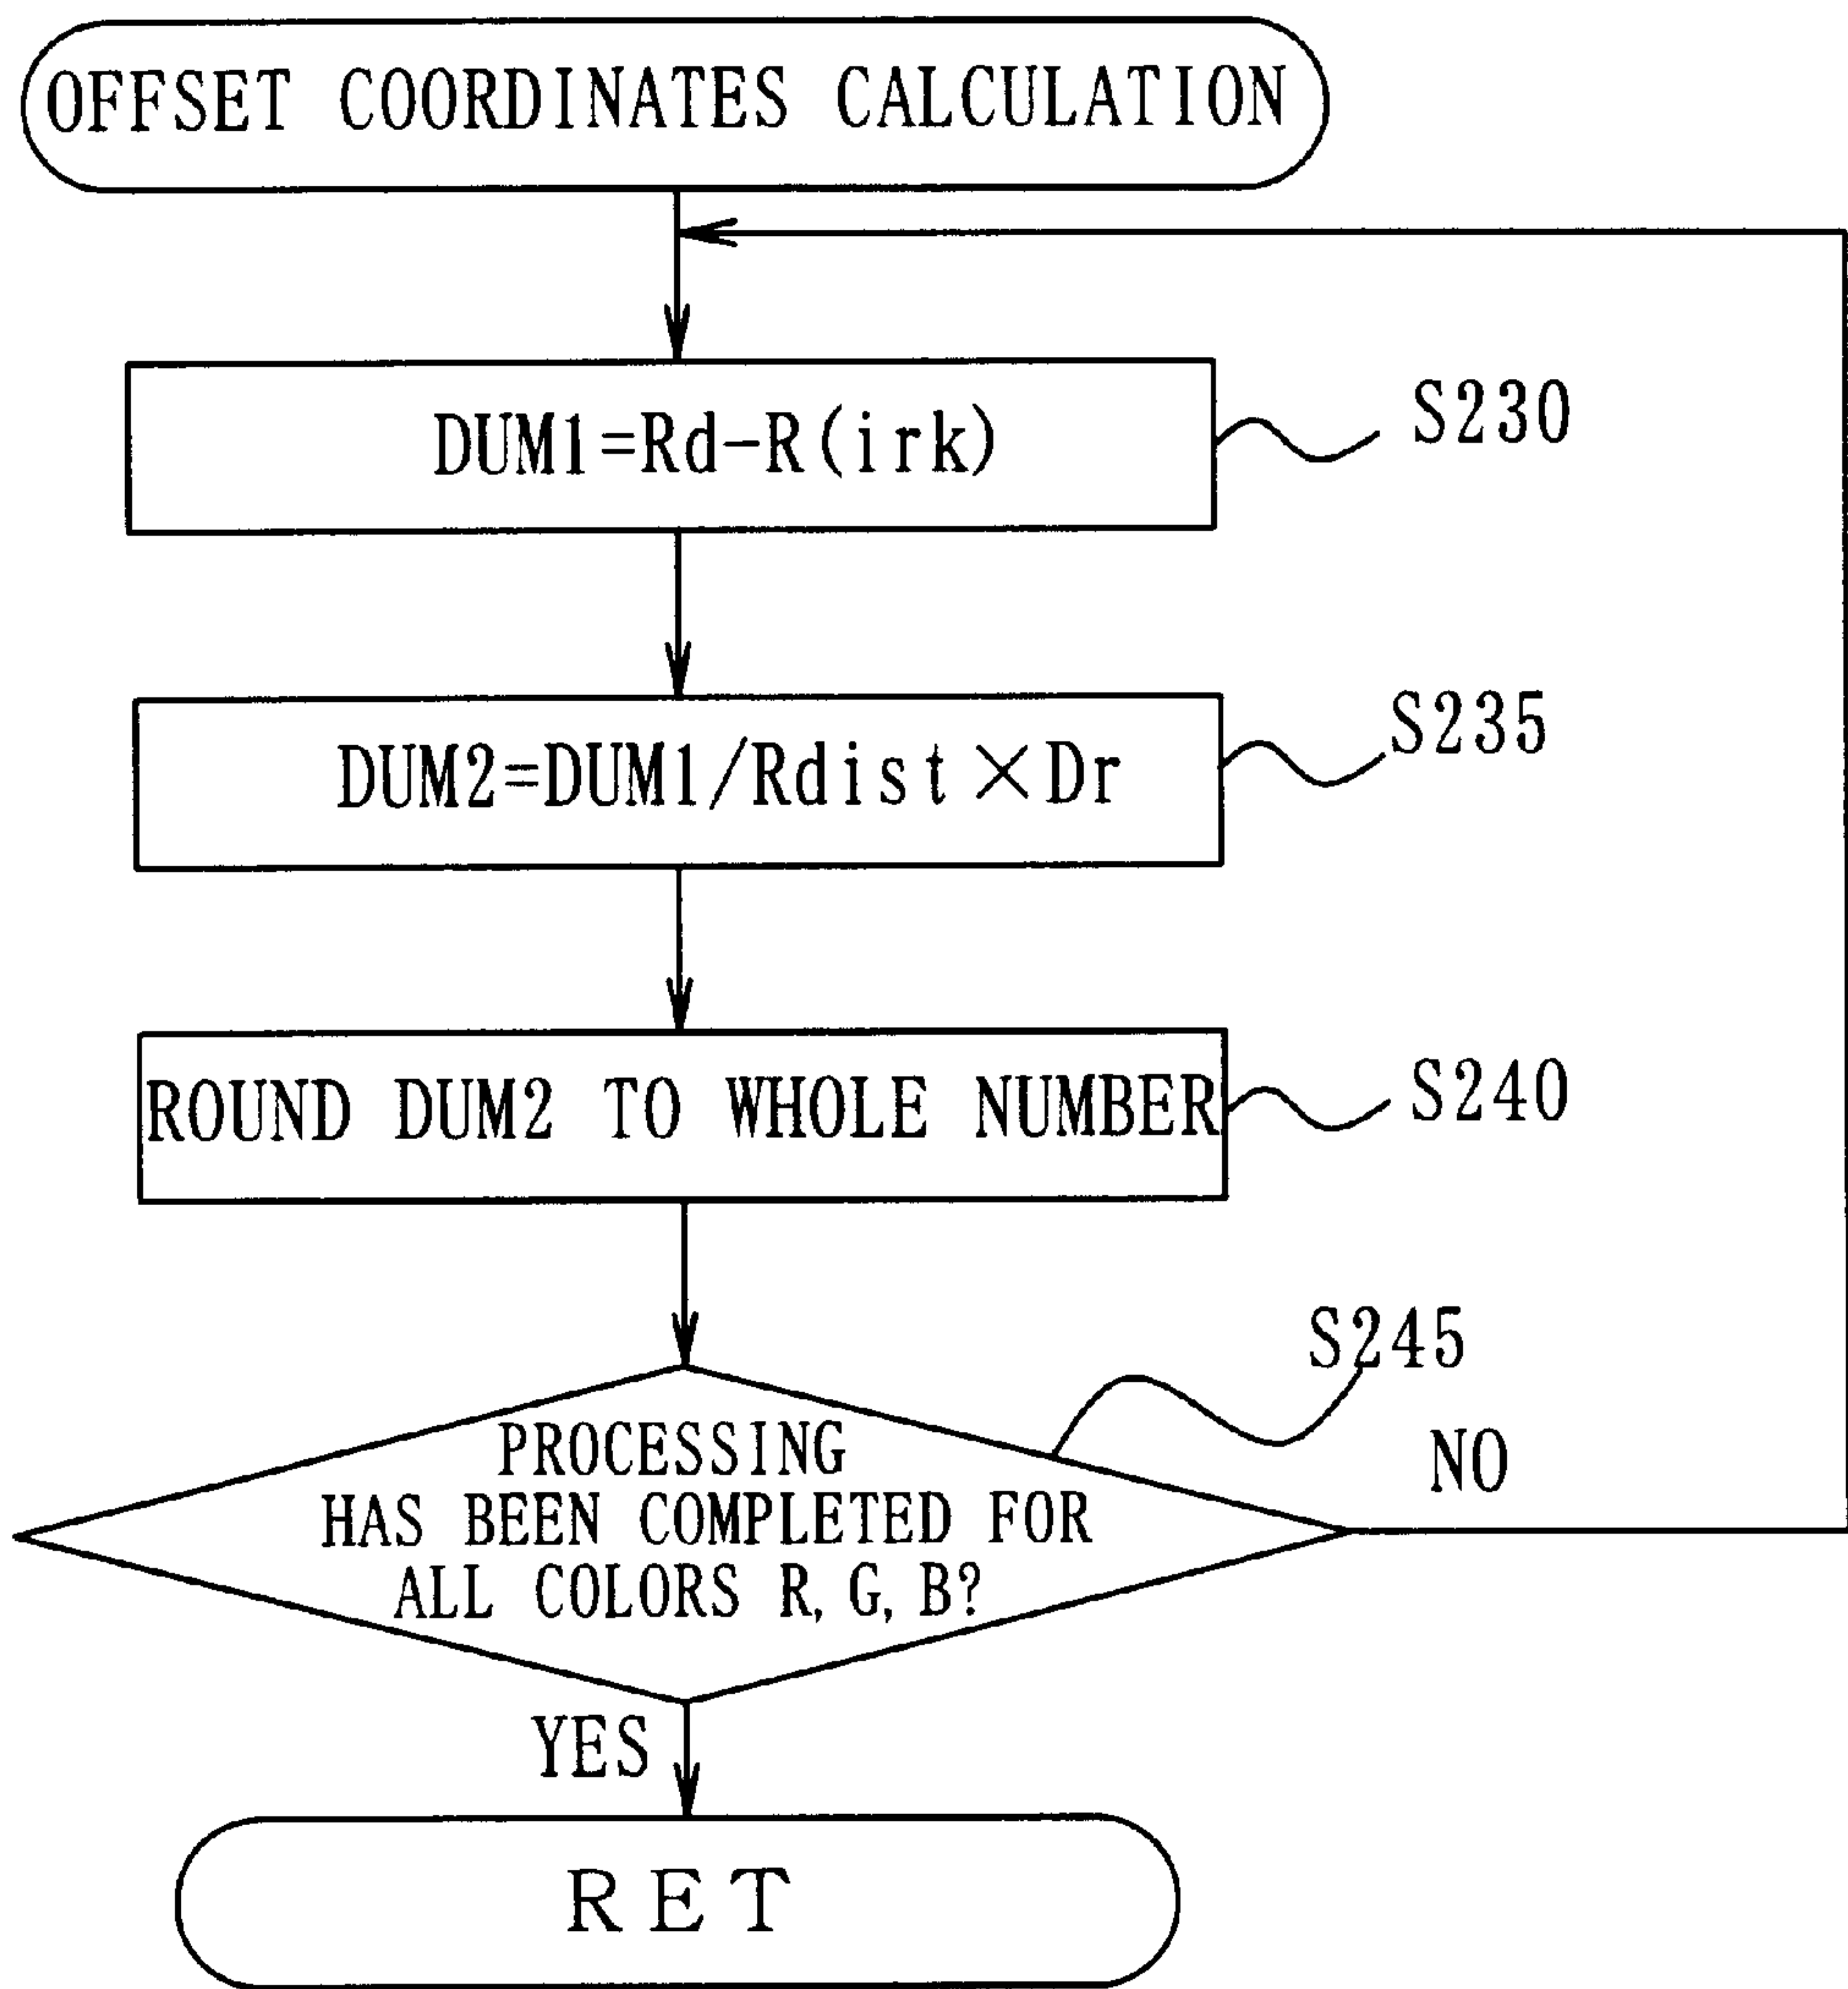 OFFSET COORDINATES CALCULATION
DUM1=Rd-R(irk)
S230
DUM2=DUM1/Rdist×Dr
S235
ROUND DUM2 TO WHOLE NUMBER
S240
S245
PROCESSING
HAS BEEN COMPLETED FOR
ALL COLORS R, G, B?
NO
YES
RET